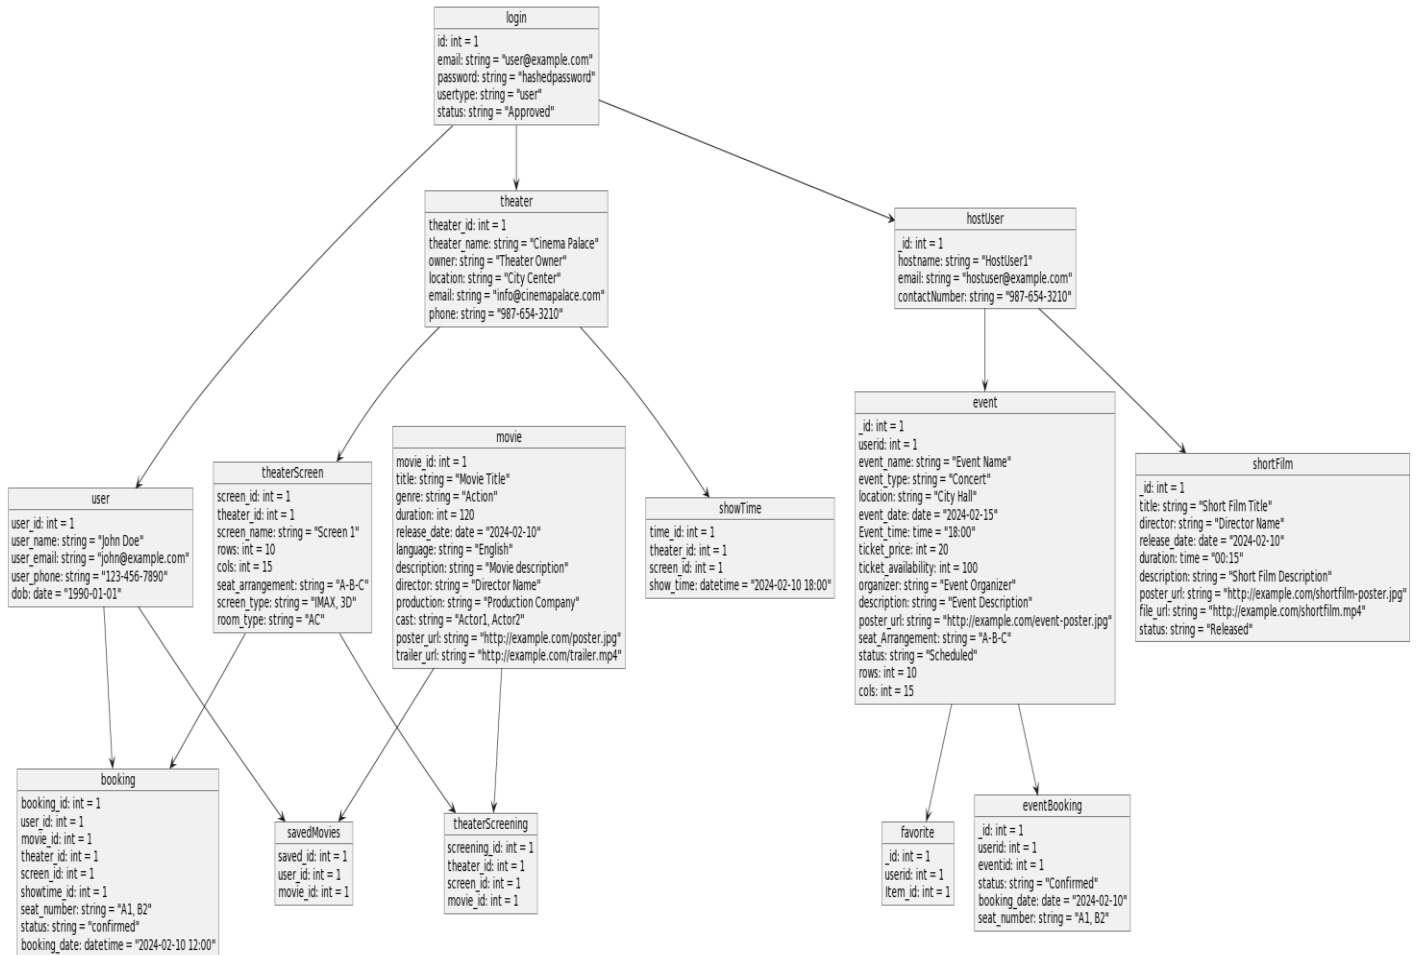 login
id: int = 1
email: string = "user@example.com"
password: string = "hashedpassword"
usertype: string = "user"
status: string = "Approved"
theater
theater_id: int = 1
theater_name: string = "Cinema Palace"
owner: string = "Theater Owner"
location: string = "City Center"
email: string = "info@cinemapalace.com"
phone: string = "987-654-3210"
hostUser
_id: int = 1
hostname: string = "HostUser1"
email: string = "hostuser@example.com"
contactNumber: string = "987-654-3210"
user
user_id: int = 1
user_name: string = "John Doe"
user_email: string = "john@example.com"
user_phone: string = "123-456-7890"
dob: date = "1990-01-01"
theaterScreen
screen_id: int = 1
theater_id: int = 1
screen_name: string = "Screen 1"
rows: int = 10
cols: int = 15
seat_arrangement: string = "A-B-C"
screen_type: string = "IMAX, 3D"
room_type: string = "AC"
movie
movie_id: int = 1
title: string = "Movie Title"
genre: string = "Action"
duration: int = 120
release_date: date = "2024-02-10"
language: string = "English"
description: string = "Movie description"
director: string = "Director Name"
production: string = "Production Company"
cast: string = "Actor1, Actor2"
poster_url: string = "http://example.com/poster.jpg"
trailer_url: string = "http://example.com/trailer.mp4"
showTime
time_id: int = 1
theater_id: int = 1
screen_id: int = 1
show_time: datetime = "2024-02-10 18:00"
event
_id: int = 1
userid: int = 1
event_name: string = "Event Name"
event_type: string = "Concert"
location: string = "City Hall"
event_date: date = "2024-02-15"
Event_time: time = "18:00"
ticket_price: int = 20
ticket_availability: int = 100
organizer: string = "Event Organizer"
description: string = "Event Description"
poster_url: string = "http://example.com/event-poster.jpg"
seat_Arrangement: string = "A-B-C"
status: string = "Scheduled"
rows: int = 10
cols: int = 15
shortFilm
_id: int = 1
title: string = "Short Film Title"
director: string = "Director Name"
release_date: date = "2024-02-10"
duration: time = "00:15"
description: string = "Short Film Description"
poster_url: string = "http://example.com/shortfilm-poster.jpg"
file_url: string = "http://example.com/shortfilm.mp4"
status: string = "Released"
booking
booking_id: int = 1
user_id: int = 1
movie_id: int = 1
theater_id: int = 1
screen_id: int = 1
showtime_id: int = 1
seat_number: string = "A1, B2"
status: string = "confirmed"
booking_date: datetime = "2024-02-10 12:00"
savedMovies
saved_id: int = 1
user_id: int = 1
movie_id: int = 1
theaterScreening
screening_id: int = 1
theater_id: int = 1
screen_id: int = 1
movie_id: int = 1
favorite
_id: int = 1
userid: int = 1
Item_id: int = 1
eventBooking
_id: int = 1
userid: int = 1
eventid: int = 1
status: string = "Confirmed"
booking_date: date = "2024-02-10"
seat_number: string = "A1, B2"